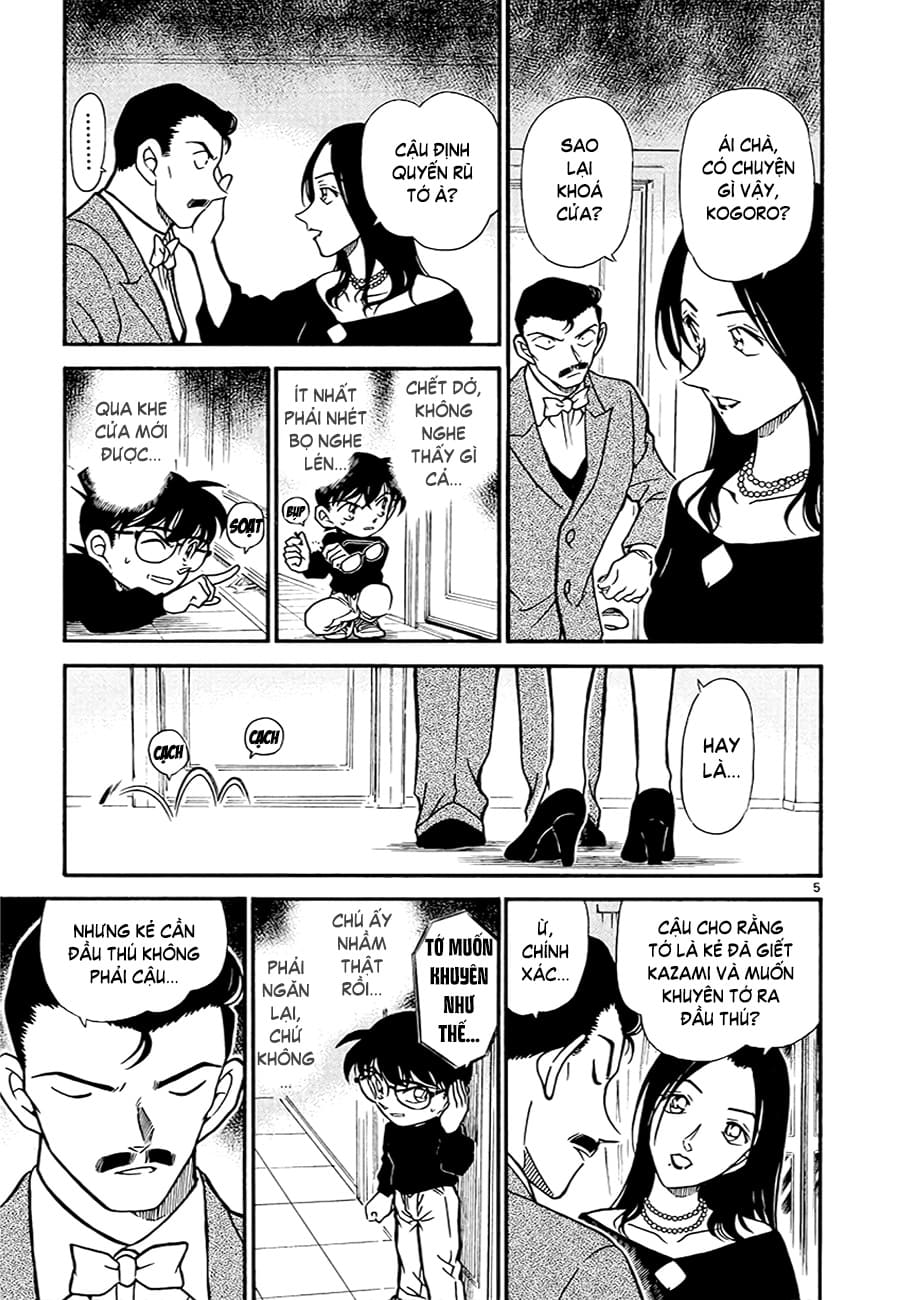 ÁI CHÀ,
CÓ CHUYỆN
GÌ VẬY,
KOGORO?
SAO
LẠI
KHOÁ
CỬA?
CẬU ĐỊNH
QUYẾN RŨ
TỚ À?
........
CHẾT DỞ,
KHÔNG
NGHE
THẤY GÌ
CẢ...
ÍT NHẤT
PHẢI NHÉT
BỌ NGHE
LÉN...
BỤP
QUA KHE
CỬA MỚI
ĐƯỢC...
SOẠT
HAY
LÀ...
CẠCH
CẠCH
5
CẬU CHO RẰNG
TỚ LÀ KẺ ĐÃ GIẾT
KAZAMI VÀ MUỐN
KHUYÊN TỚ RA
ĐẦU THÚ?
Ừ,
CHÍNH
XÁC...
TỚ MUỐN
KHUYÊN
NHƯ
THẾ...
CHÚ ẤY
NHẦM
THẬT
RỒI...
PHẢI
NGĂN
LẠI,
CHỨ
KHÔNG
...
NHƯNG KẺ CẦN
ĐẦU THÚ KHÔNG
PHẢI CẬU...